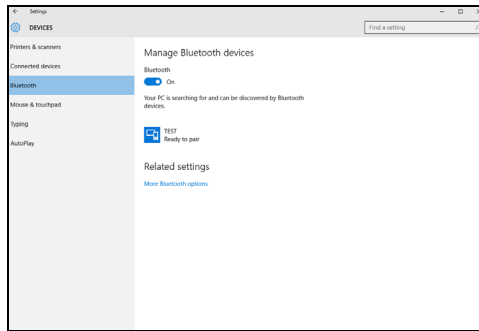 Settings
DEVICES
Find a setting
Printers & scanners
Connected devices
Bluetooth
Mouse & touchpad
Typing
AutoPlay
Manage Bluetooth devices
Bluetooth
On
Your PC is searching for and can be discovered by Bluetooth
devices.
TEST
Ready to pair
Related settings
More Bluetooth options